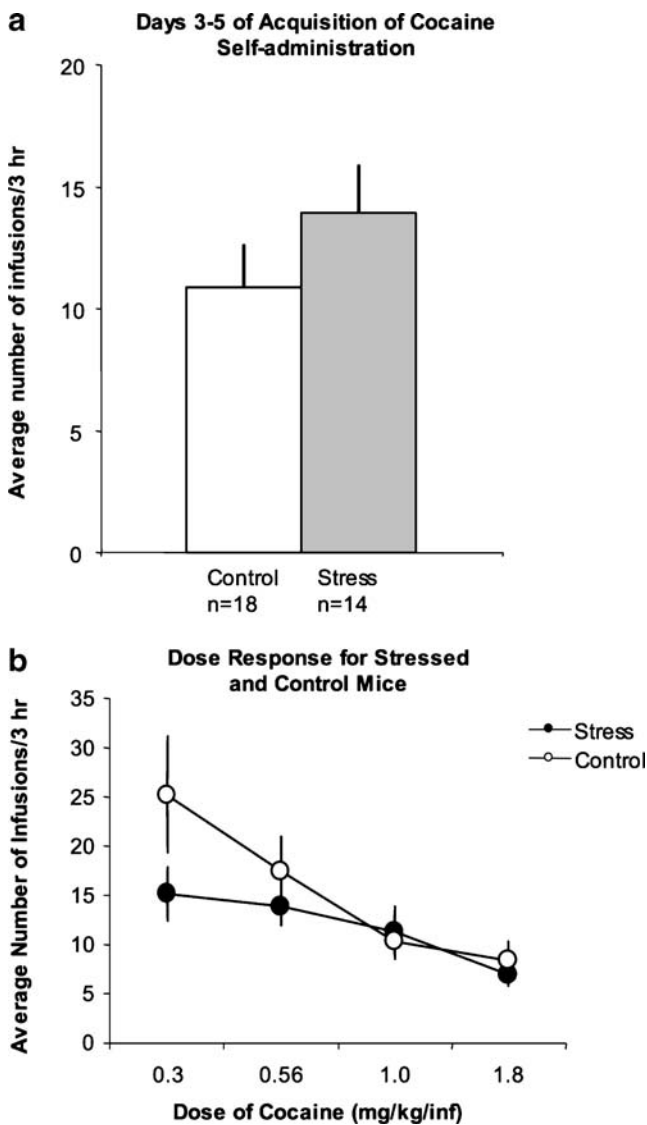 a
Days 3-5 of Acquisition of Cocaine
Self-administration
Average number of infusions/3 hr
20
15
10
5
0
Control
n=18
Stress
n=14
b
Dose Response for Stressed
and Control Mice
Average Number of Infusions/3 hr
35
30
25
20
15
10
5
0
Stress
Control
0.3
0.56
1.0
1.8
Dose of Cocaine (mg/kg/inf)